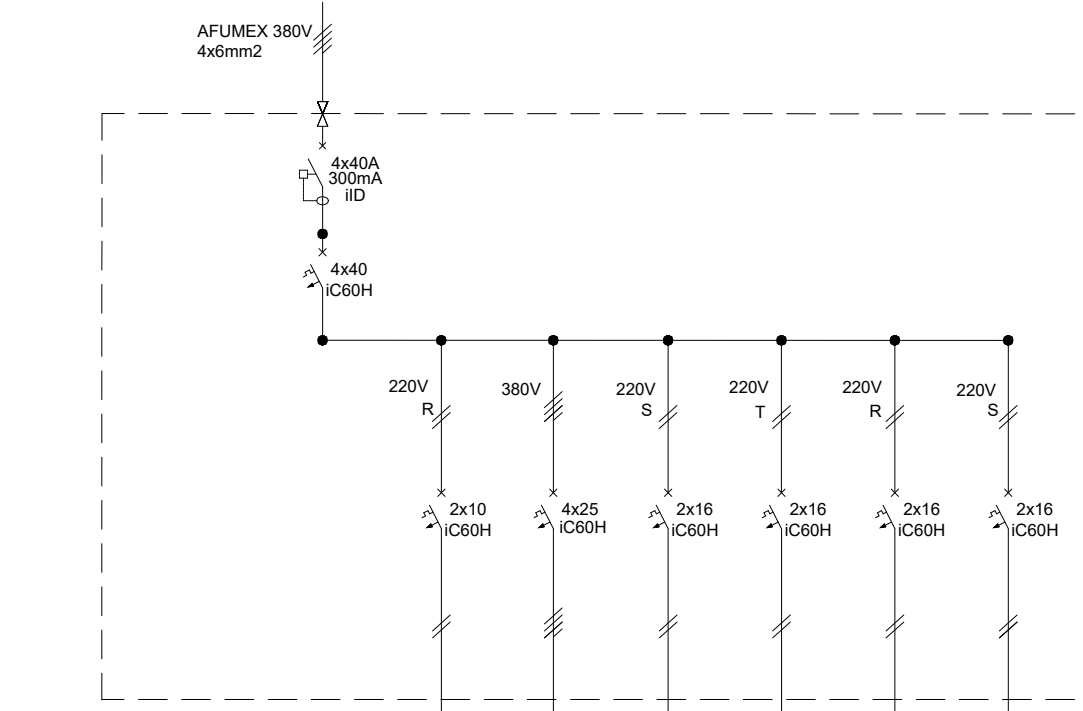 AFUMEX 380V
4x6mm2
4x40A
300mA
iID
4x40
iC60H
220V
R
380V
220V
S
220V
T
220V
R
220V
S
2x10
iC60H
4x25
iC60H
2x16
iC60H
2x16
iC60H
2x16
iC60H
2x16
iC60H